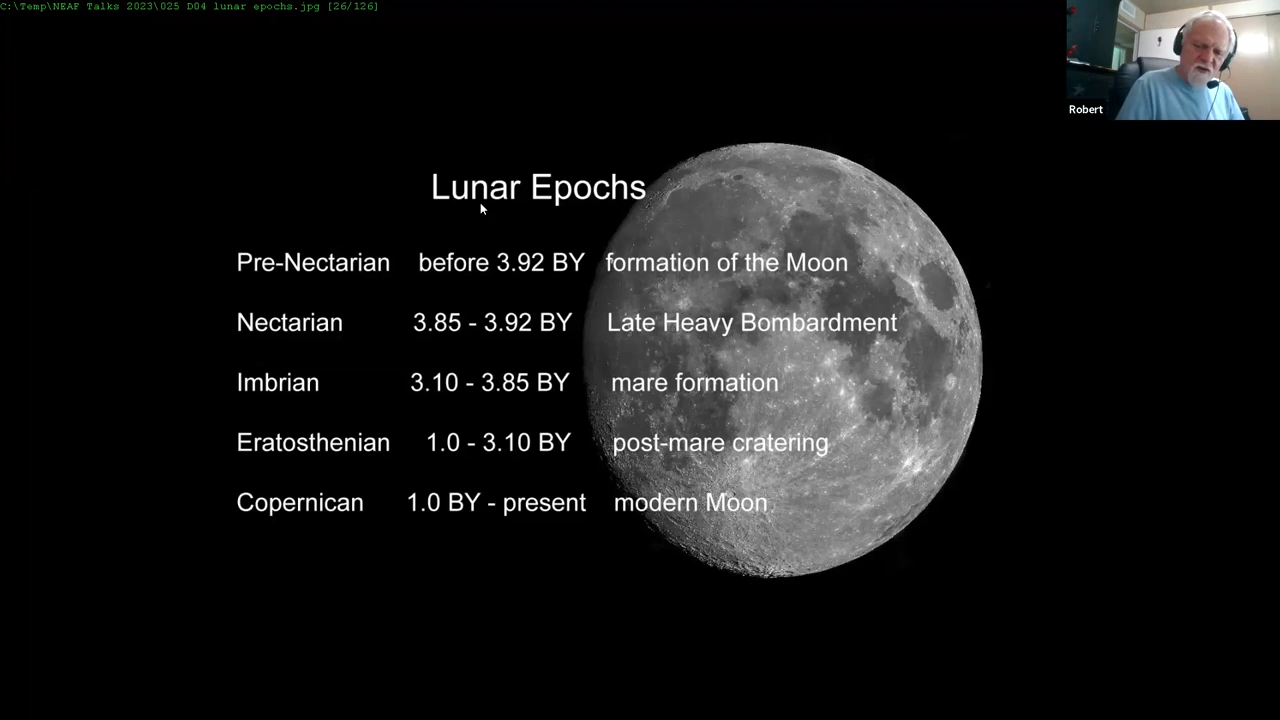 C:\Temp\NEAF Talks 2023\025 D04 lunar epochs.jpg [26/126]
Robert
Lunar Epochs
Pre-Nectarian before 3.92 BY formation of the Moon
Nectarian 3.85 - 3.92 BY Late Heavy Bombardment
Imbrian 3.10 - 3.85 BY mare formation
Eratosthenian 1.0 - 3.10 BY post-mare cratering
Copernican 1.0 BY - present modern Moon